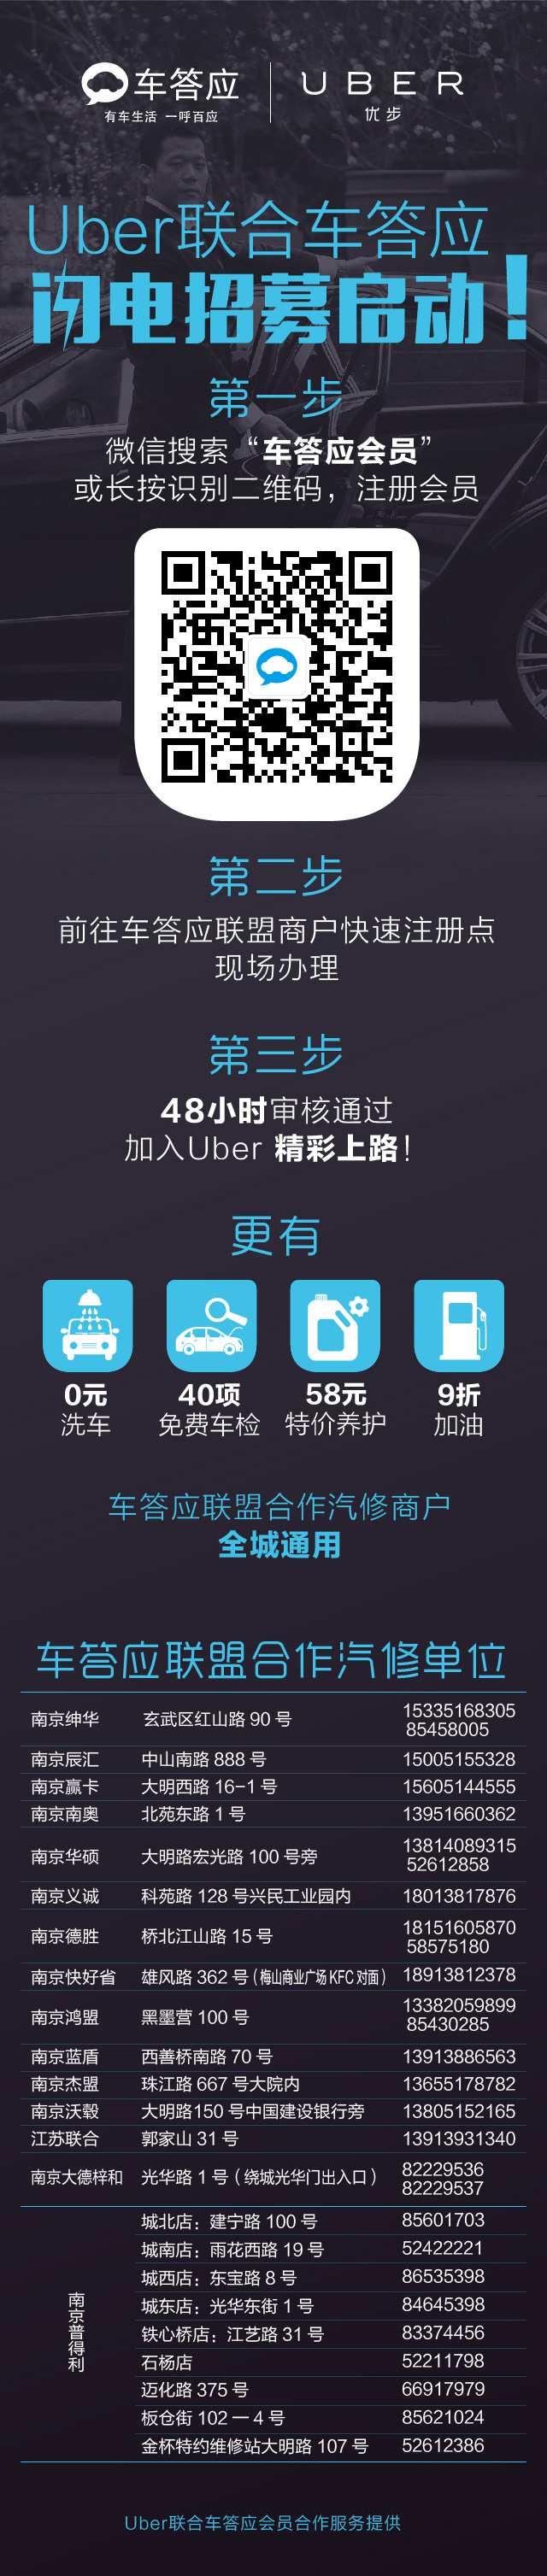 车答应
有车生活 一呼百应
UBER
优步
Uber联合车答应
闪电招募启动！
第一步
微信搜索“车答应会员”
或长按识别二维码，注册会员
第二步
前往车答应联盟商户快速注册点
现场办理
第三步
48小时审核通过
加入Uber 精彩上路！
更有
0元 40项 58元 9折
洗车 免费车检 特价养护 加油
车答应联盟合作汽修商户
全城通用
车答应联盟合作汽修单位
南京绅华 玄武区红山路 90 号 15335168305
85458005
南京辰汇 中山南路 888 号 15005155328
南京赢卡 大明西路 16-1 号 15605144555
南京南奥 北苑东路 1 号 13951660362
南京华硕 大明路宏光路 100 号旁 13814089315
52612858
南京义诚 科苑路 128 号兴民工业园内 18013817876
南京德胜 桥北江山路 15 号 18151605870
58575180
南京快好省 雄风路 362 号（梅山商业广场 KFC 对面） 18913812378
南京鸿盟 黑墨营 100 号 13382059899
85430285
南京蓝盾 西善桥南路 70 号 13913886563
南京杰盟 珠江路 667 号大院内 13655178782
南京沃毂 大明路150 号中国建设银行旁 13805152165
江苏联合 郭家山 31 号 13913931340
南京大德梓和 光华路 1 号（绕城光华门出入口） 82229536
82229537
南京普得利
城北店：建宁路 100 号 85601703
城南店：雨花西路 19 号 52422221
城西店：东宝路 8 号 86535398
城东店：光华东街 1 号 84645398
铁心桥店：江艺路 31 号 83374456
石杨店 52211798
迈化路 375 号 66917979
板仓街 102 一 4 号 85621024
金杯特约维修站大明路 107 号 52612386
Uber联合车答应会员合作服务提供